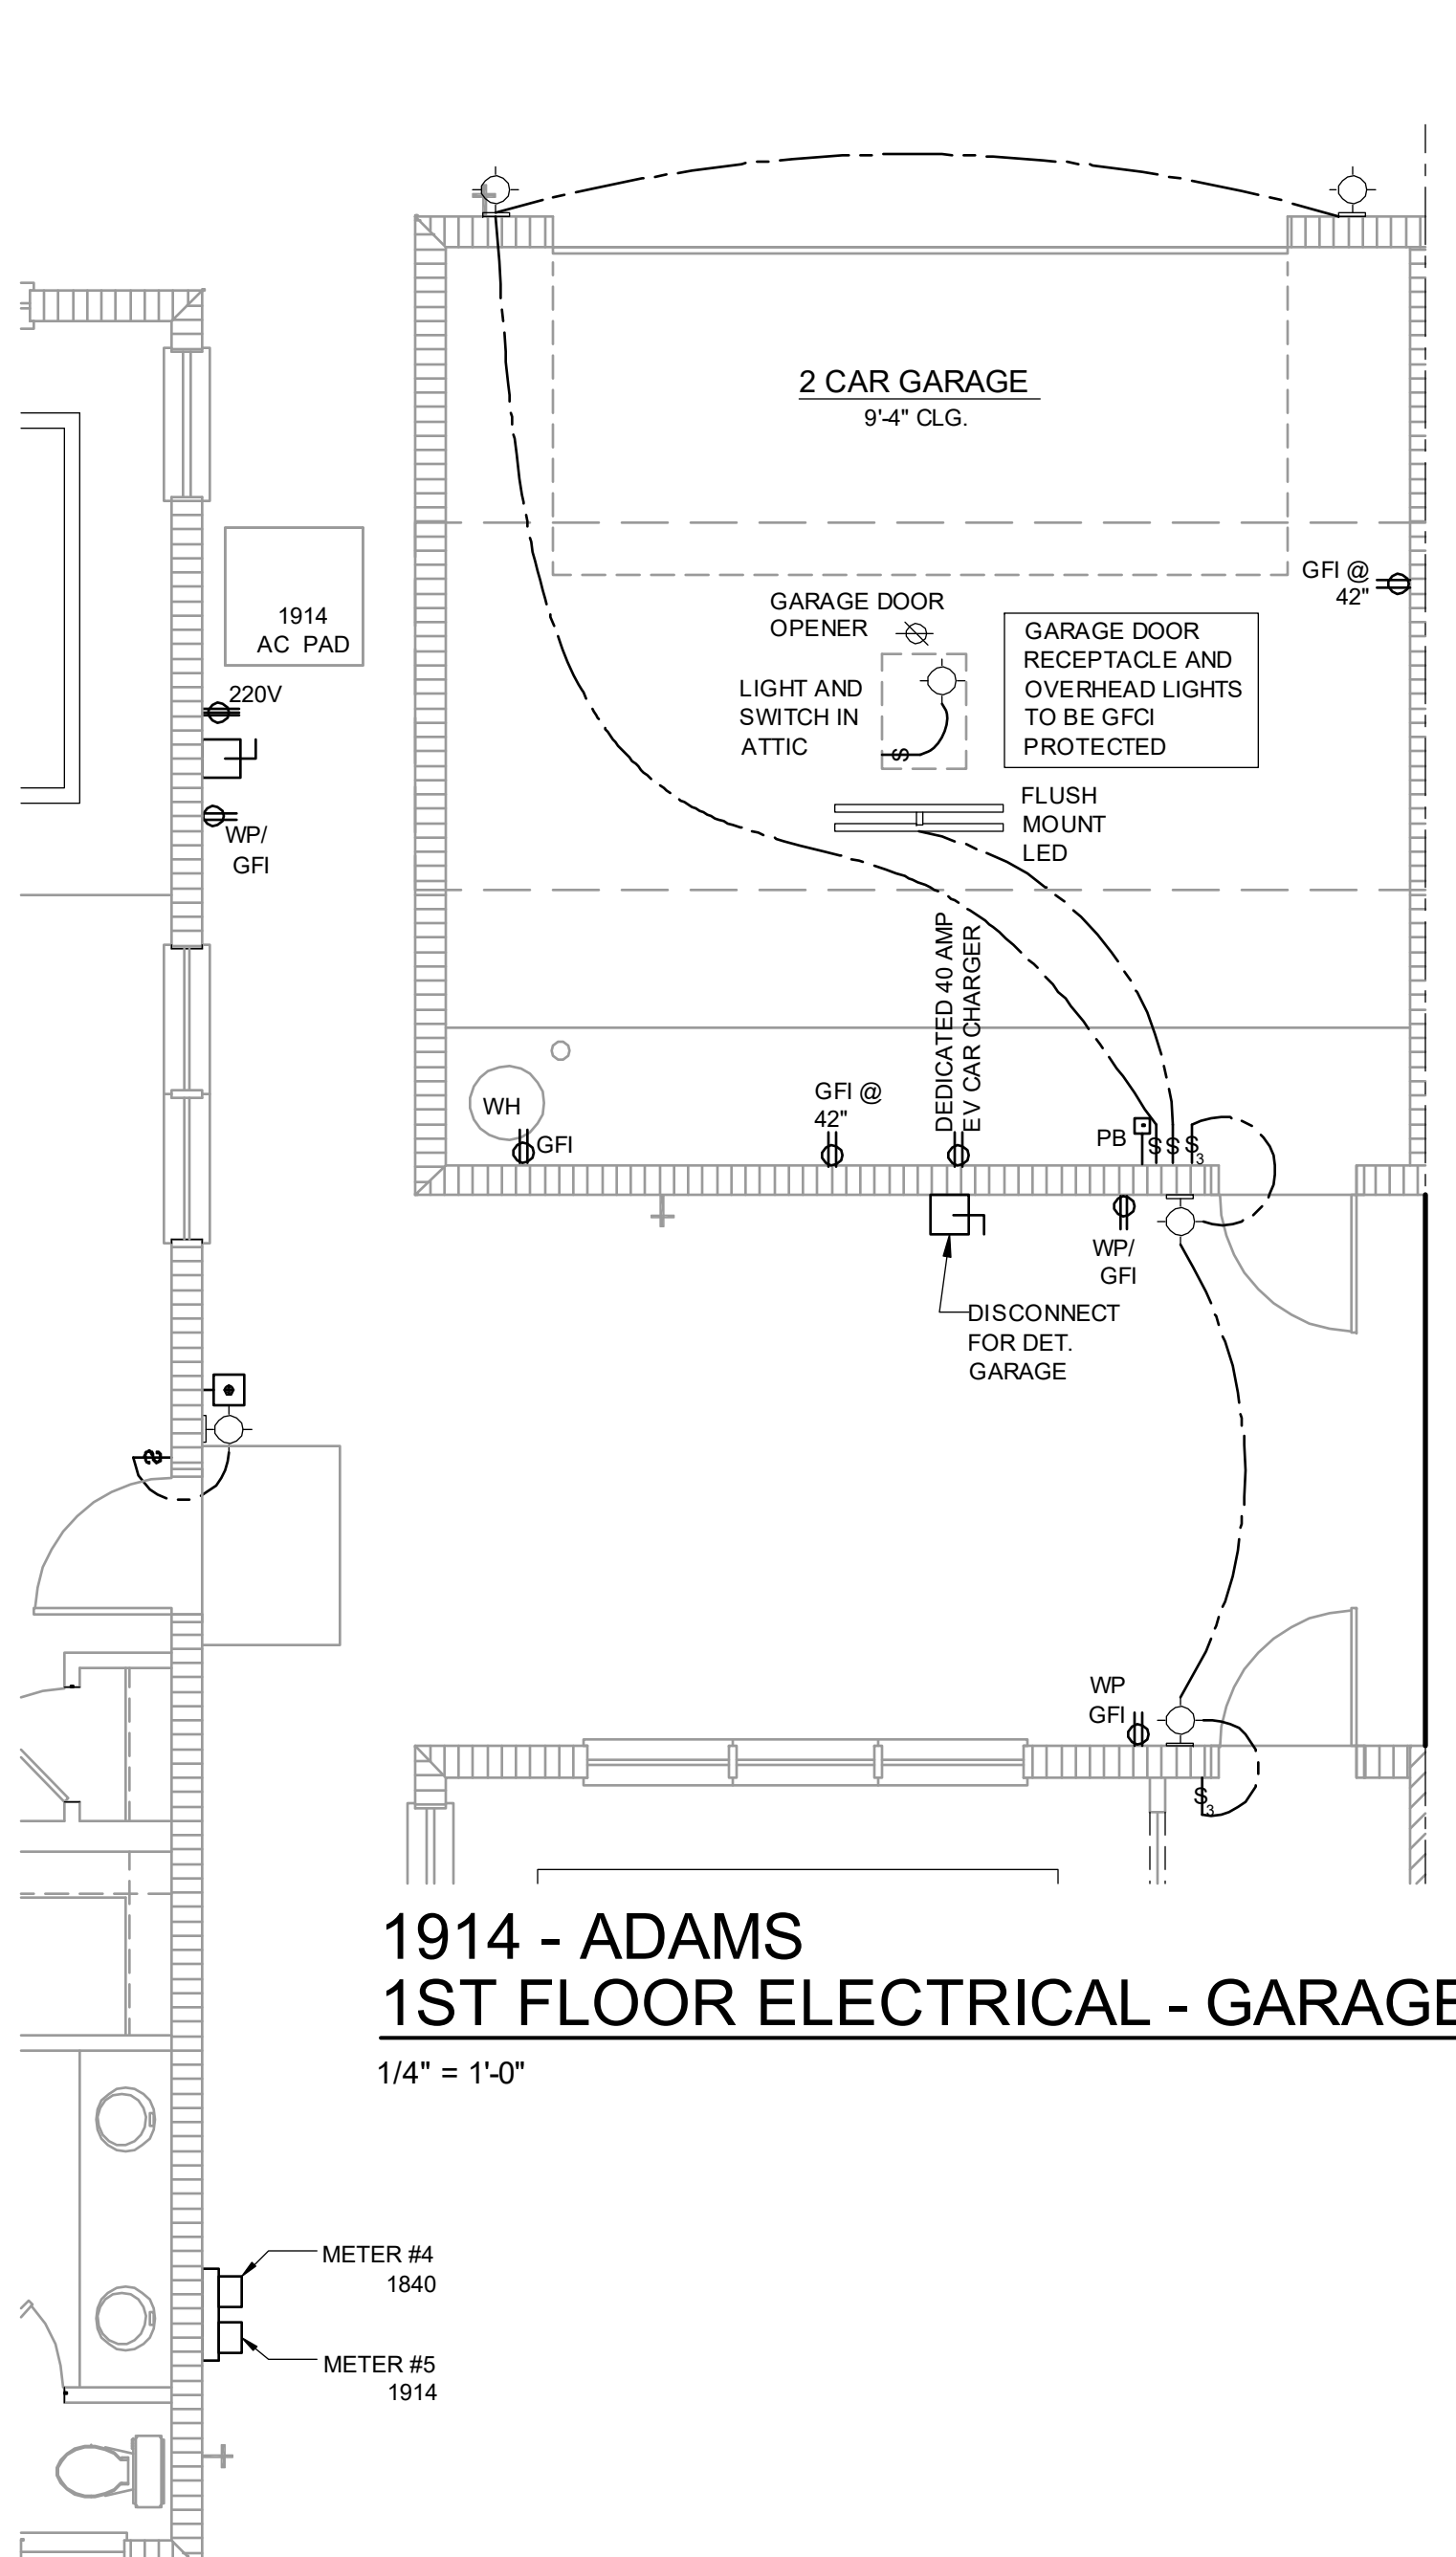 2 CAR GARAGE
9'-4" CLG.
GFI @
42"
GARAGE DOOR
OPENER
GARAGE DOOR
RECEPTACLE AND
OVERHEAD LIGHTS
TO BE GFCI
PROTECTED
1914
AC PAD
LIGHT AND
SWITCH IN
ATTIC
S
220V
WP/
GFI
FLUSH
MOUNT
LED
DEDICATED 40 AMP
EV CAR CHARGER
WH
GFI
GFI @
42"
PB
S S S3
WP/
GFI
DISCONNECT
FOR DET.
GARAGE
S
WP
GFI
S3
1914 - ADAMS
1ST FLOOR ELECTRICAL - GARAGE
1/4" = 1'-0"
METER #4
1840
METER #5
1914